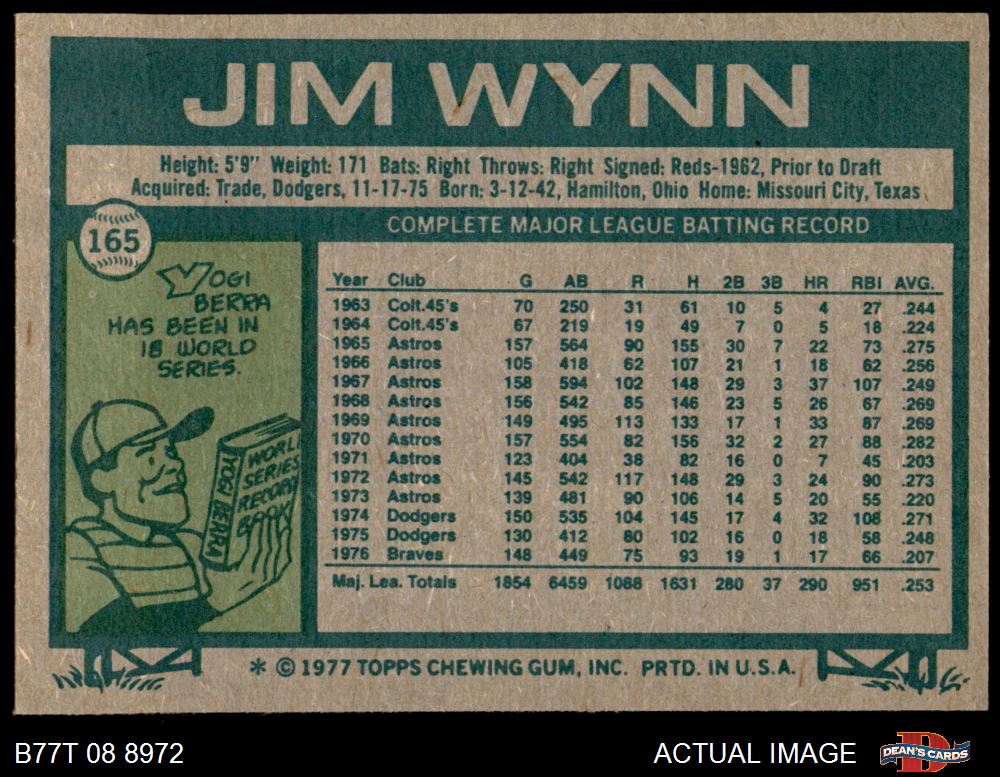 JIM WYNN
Height: 5'9" Weight: 171 Bats: Right Throws: Right Signed: Reds-1962, Prior to Draft
Acquired: Trade, Dodgers, 11-17-75 Born: 3-12-42, Hamilton, Ohio Home: Missouri City, Texas
165
COMPLETE MAJOR LEAGUE BATTING RECORD
YOGI
BERRA
HAS BEEN IN
18 WORLD
SERIES.
WORLD
SERIES
RECORD
BOOK
YOGI BERRA
Year Club G AB R H 2B 3B HR RBI AVG.
1963 Colt.45's 70 250 31 61 10 5 4 27 .244
1964 Colt.45's 67 219 19 49 7 0 5 18 .224
1965 Astros 157 564 90 155 30 7 22 73 .275
1966 Astros 105 418 62 107 21 1 18 62 .256
1967 Astros 158 594 102 148 29 3 37 107 .249
1968 Astros 156 542 85 146 23 5 26 67 .269
1969 Astros 149 495 113 133 17 1 33 87 .269
1970 Astros 157 554 82 156 32 2 27 88 .282
1971 Astros 123 404 38 82 16 0 7 45 .203
1972 Astros 145 542 117 148 29 3 24 90 .273
1973 Astros 139 481 90 106 14 5 20 55 .220
1974 Dodgers 150 535 104 145 17 4 32 108 .271
1975 Dodgers 130 412 80 102 16 0 18 58 .248
1976 Braves 148 449 75 93 19 1 17 66 .207
Maj. Lea. Totals 1854 6459 1088 1631 280 37 290 951 .253
* © 1977 TOPPS CHEWING GUM, INC. PRTD. IN U.S.A.
B77T 08 8972
ACTUAL IMAGE
DEAN'S CARDS